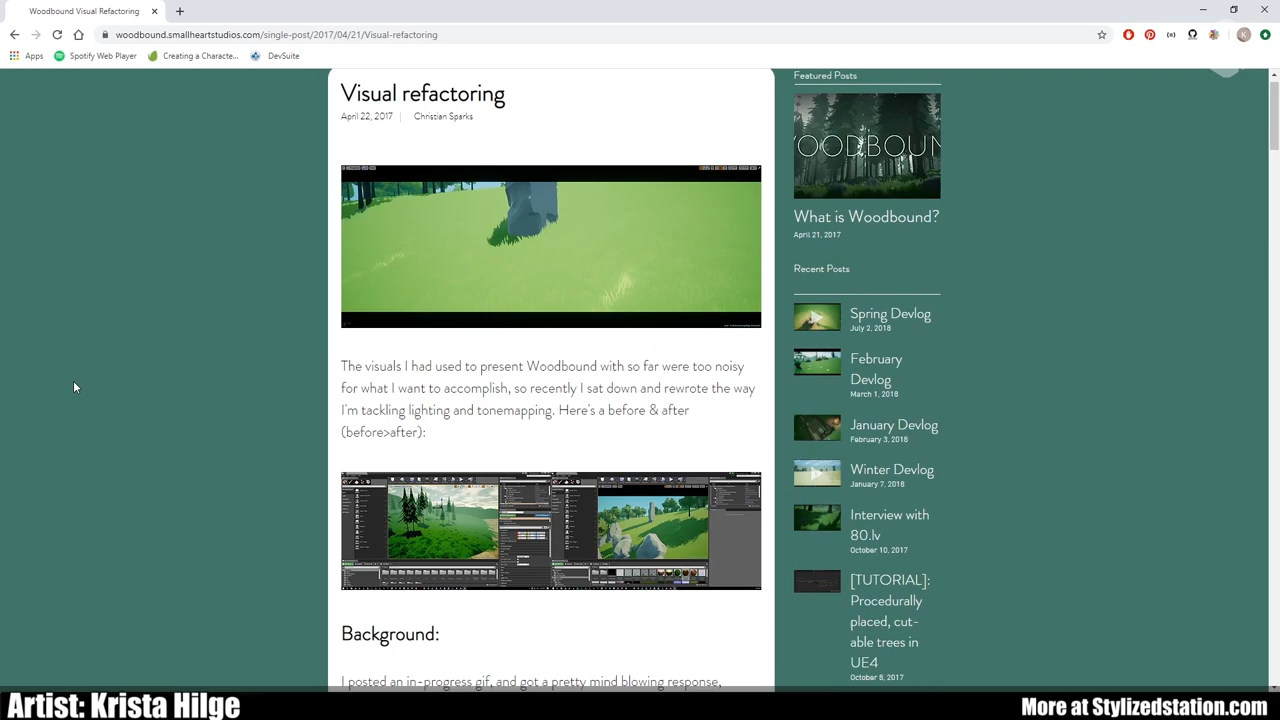 Woodbound Visual Refactoring
woodbound.smallheartstudios.com/single-post/2017/04/21/Visual-refactoring
K
Apps
Spotify Web Player
Creating a Characte...
DevSuite
Visual refactoring
April 22, 2017 | Christian Sparks
The visuals I had used to present Woodbound with so far were too noisy
for what I want to accomplish, so recently I sat down and rewrote the way
I'm tackling lighting and tonemapping. Here's a before & after
(before>after):
Background:
I posted an in-progress gif, and got a pretty mind blowing response,
Featured Posts
WOODBOUN
What is Woodbound?
April 21, 2017
Recent Posts
Spring Devlog
July 2, 2018
February
Devlog
March 1, 2018
January Devlog
February 3, 2018
Winter Devlog
January 7, 2018
Interview with
80.lv
October 10, 2017
[TUTORIAL]:
Procedurally
placed, cut-
able trees in
UE4
October 8, 2017
Artist: Krista Hilge
More at Stylizedstation.com